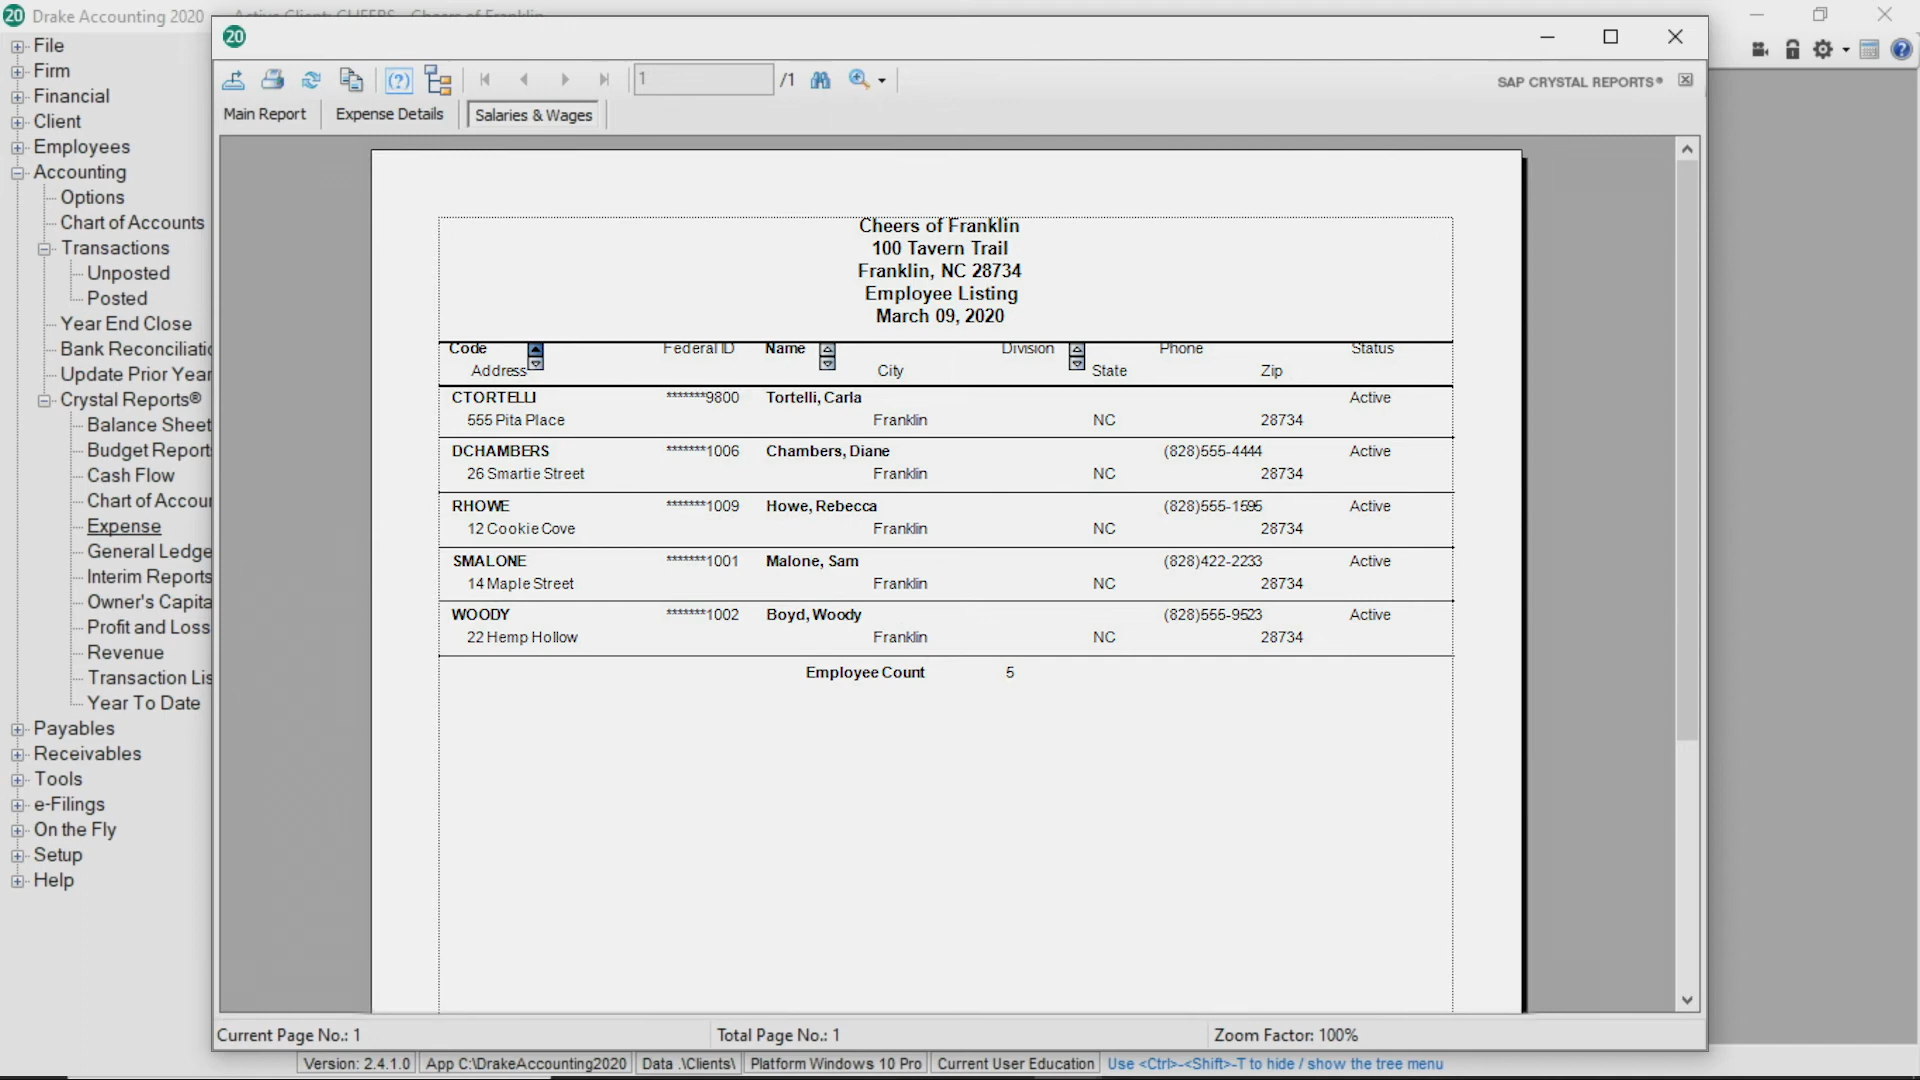 Drake Accounting 2020
File
Firm
Financial
Client
Employees
Accounting
Options
Chart of Accounts
Transactions
Unposted
Posted
Year End Close
Bank Reconciliatio
Update Prior Year
Crystal Reports®
Balance Sheet
Budget Report
Cash Flow
Chart of Accour
Expense
General Ledge
Interim Reports
Owner's Capita
Profit and Loss
Revenue
Transaction Lis
Year To Date
Payables
Receivables
Tools
e-Filings
On the Fly
Setup
Help
20
1 /1
SAP CRYSTAL REPORTS®
Main Report Expense Details Salaries & Wages
Cheers of Franklin
100 Tavern Trail
Franklin, NC 28734
Employee Listing
March 09, 2020
Code Federal ID Name Division Phone Status
Address City State Zip
CTORTELLI *******9800 Tortelli, Carla Active
555 Pita Place Franklin NC 28734
DCHAMBERS *******1006 Chambers, Diane (828)555-4444 Active
26 Smartie Street Franklin NC 28734
RHOWE *******1009 Howe, Rebecca (828)555-1595 Active
12 Cookie Cove Franklin NC 28734
SMALONE *******1001 Malone, Sam (828)422-2233 Active
14 Maple Street Franklin NC 28734
WOODY *******1002 Boyd, Woody (828)555-9523 Active
22 Hemp Hollow Franklin NC 28734
Employee Count 5
Current Page No.: 1 Total Page No.: 1 Zoom Factor: 100%
Version: 2.4.1.0 App C:\DrakeAccounting2020 Data .\Clients\ Platform Windows 10 Pro Current User Education Use <Ctrl>-<Shift>-T to hide / show the tree menu